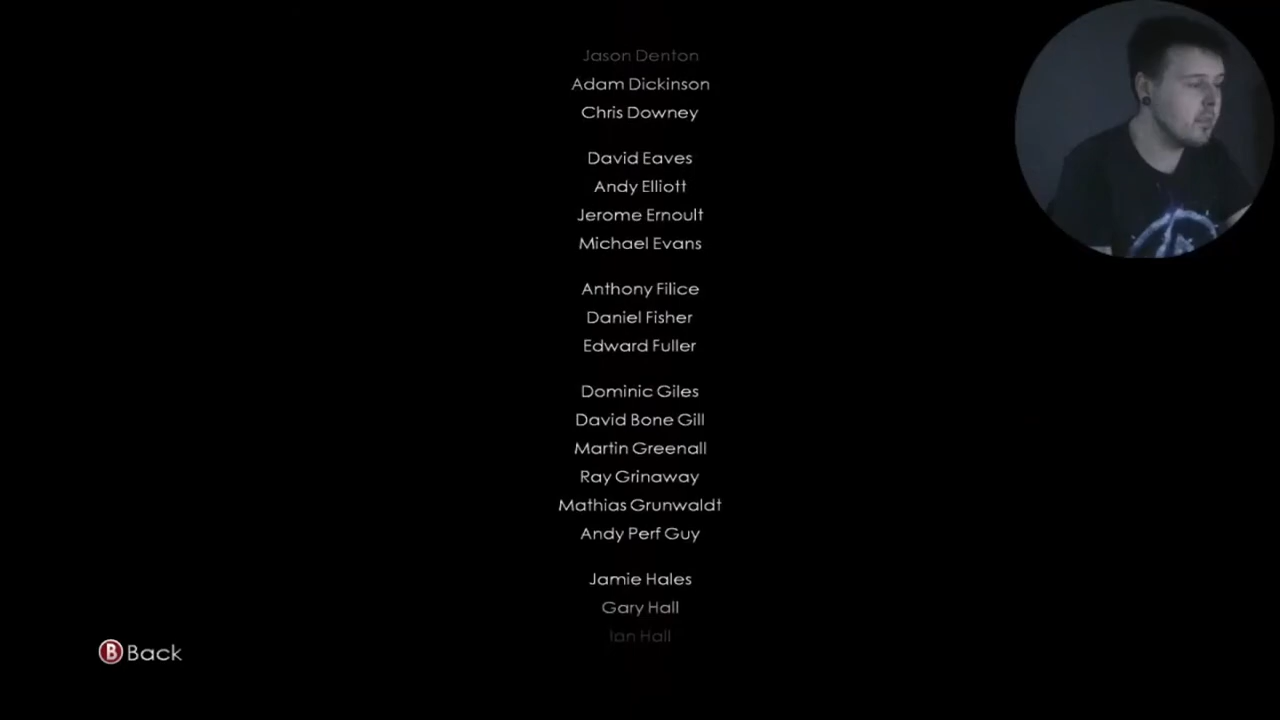 Jason Denton
Adam Dickinson
Chris Downey
David Eaves
Andy Elliott
Jerome Ernoult
Michael Evans
Anthony Filice
Daniel Fisher
Edward Fuller
Dominic Giles
David Bone Gill
Martin Greenall
Ray Grinaway
Mathias Grunwaldt
Andy Perf Guy
Jamie Hales
Gary Hall
Ian Hall
B Back